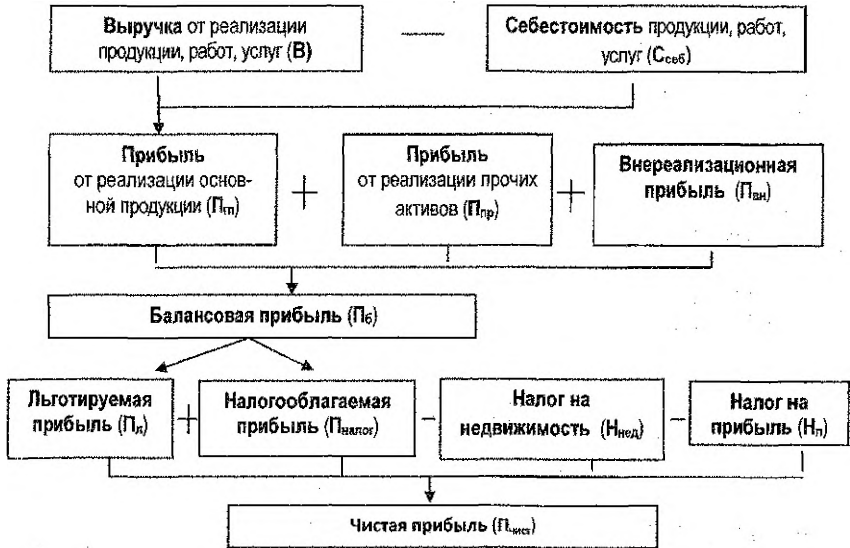 Выручка от реализации
продукции, работ, услуг (В)
—
Себестоимость продукции, работ,
услуг (Ссеб)
Прибыль
от реализации основ-
ной продукции (Пгп)
+
Прибыль
от реализации прочих
активов (Ппр)
+
Внереализационная
прибыль (Пвн)
Балансовая прибыль (Пб)
Льготируемая
прибыль (Пл)
+
Налогооблагаемая
прибыль (Пналог)
–
Налог на
недвижимость (Ннед)
–
Налог на
прибыль (Нп)
Чистая прибыль (Пчист)